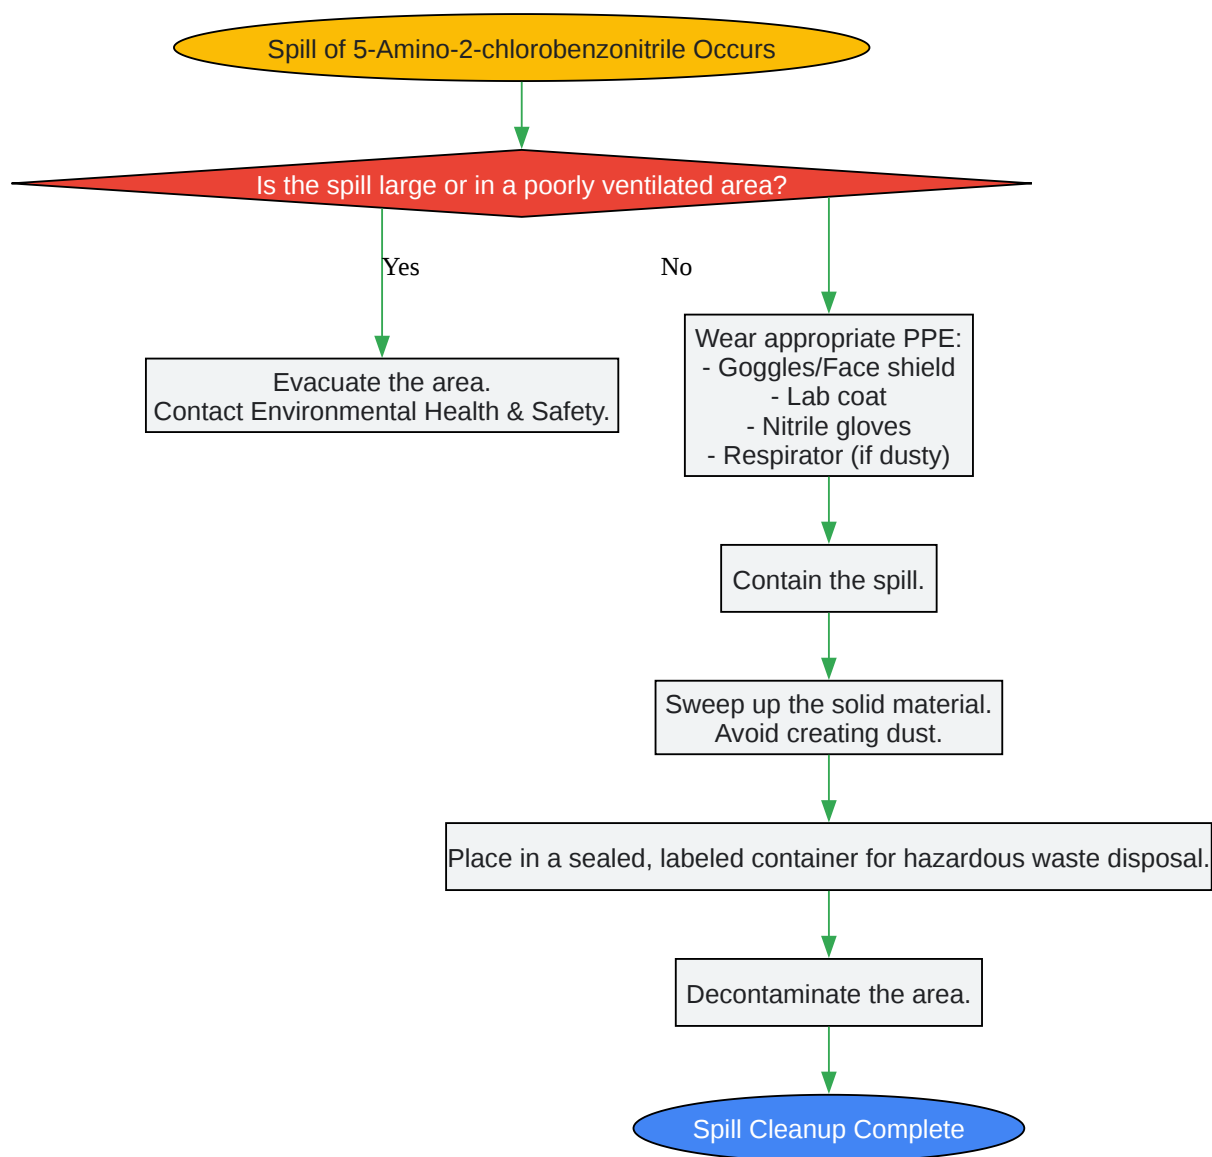 Spill of 5-Amino-2-chlorobenzonitrile Occurs
Is the spill large or in a poorly ventilated area?
Yes
No
Evacuate the area.
Contact Environmental Health & Safety.
Wear appropriate PPE:
- Goggles/Face shield
- Lab coat
- Nitrile gloves
- Respirator (if dusty)
Contain the spill.
Sweep up the solid material.
Avoid creating dust.
Place in a sealed, labeled container for hazardous waste disposal.
Decontaminate the area.
Spill Cleanup Complete